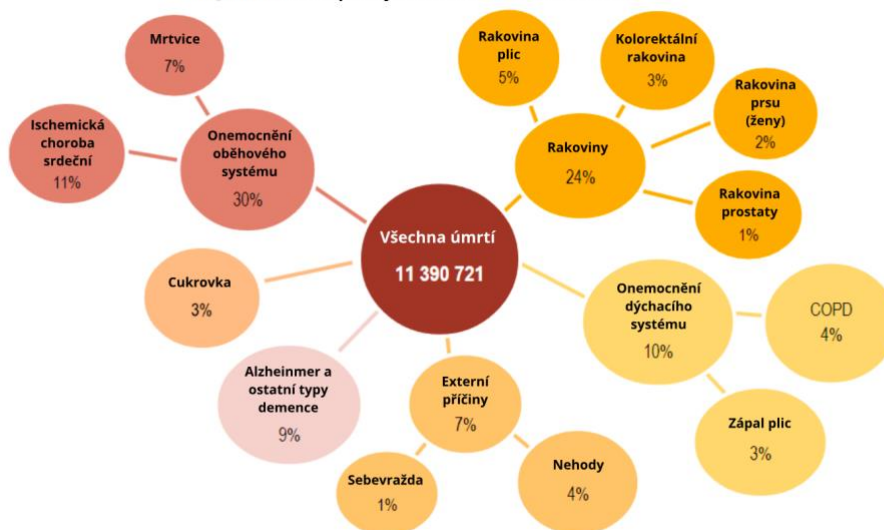 Mrtvice
7%
Ischemická
choroba
srdeční
11%
Onemocnění
oběhového
systému
30%
Rakovina
plic
5%
Kolorektální
rakovina
3%
Rakovina
prsu
(ženy)
2%
Rakoviny
24%
Rakovina
prostaty
1%
Všechna úmrtí
11 390 721
Cukrovka
3%
Onemocnění
dýchacího
systému
10%
COPD
4%
Zápal plic
3%
Alzheinmer a
ostatní typy
demence
9%
Externí
příčiny
7%
Sebevražda
1%
Nehody
4%